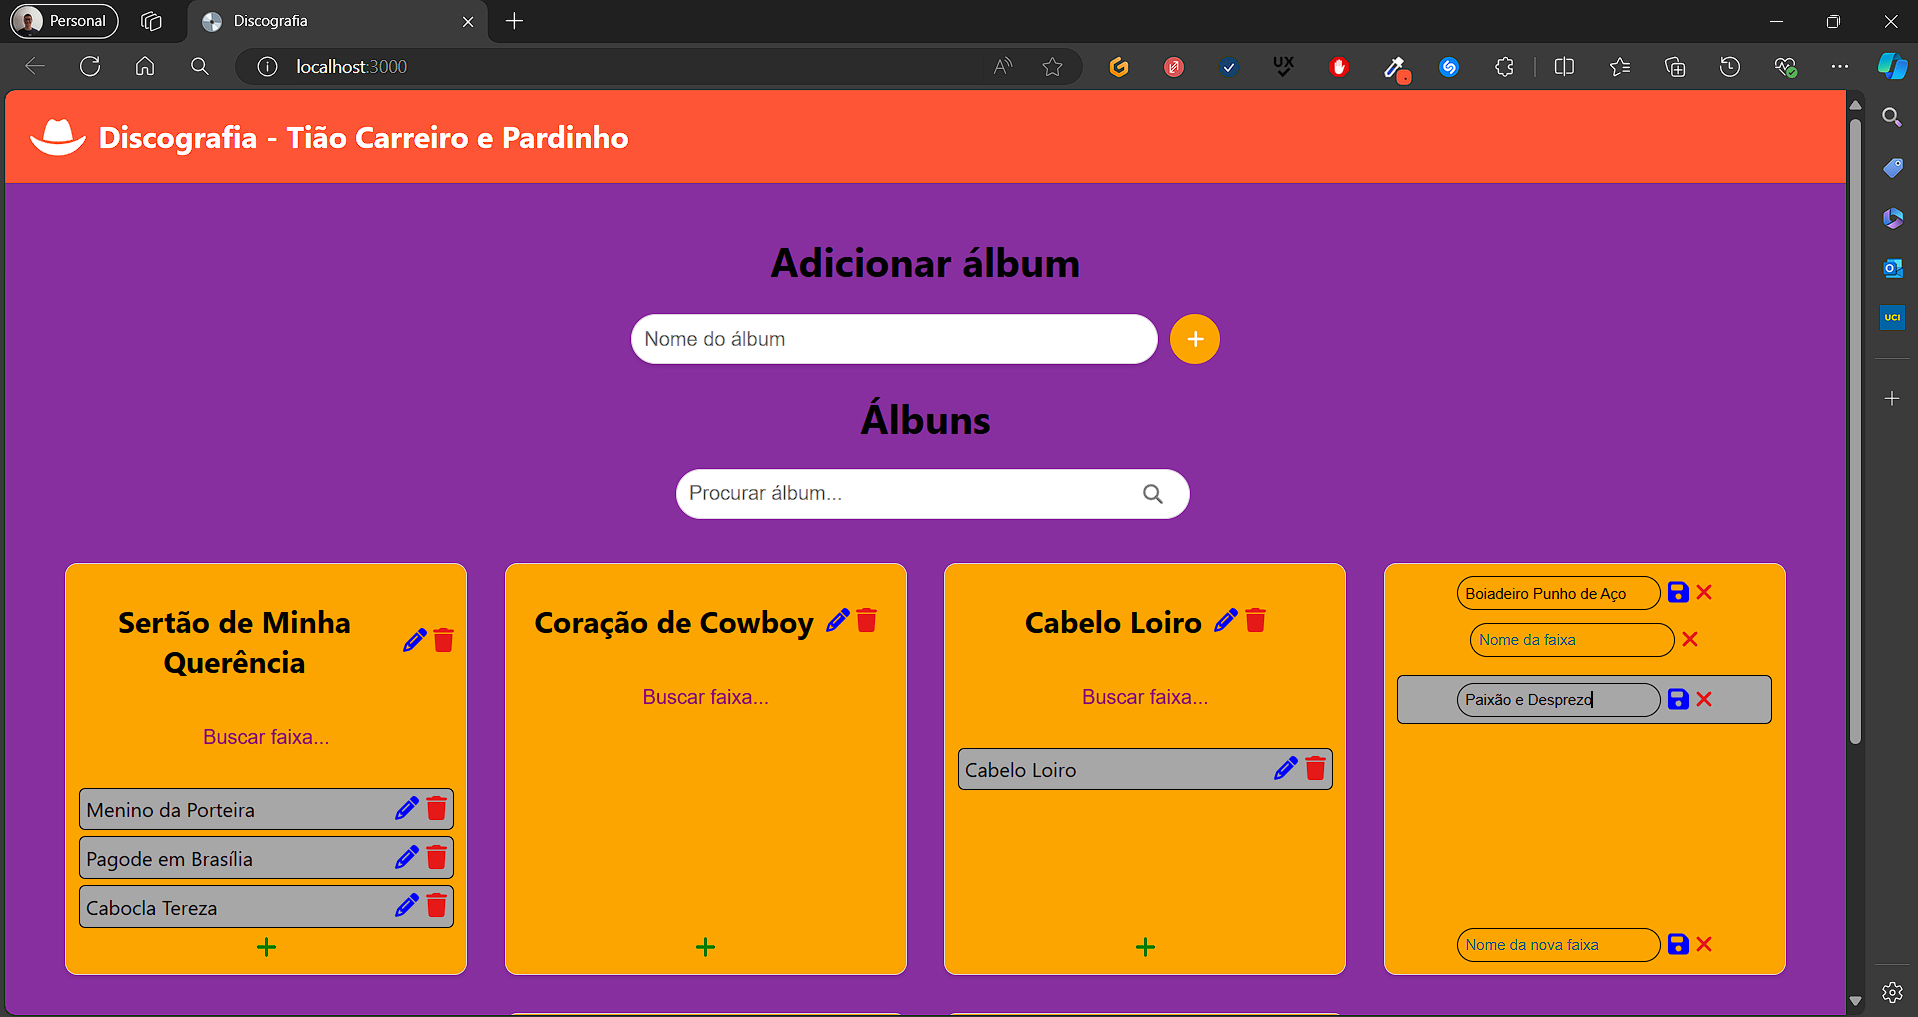 Personal
Discografia
localhost:3000
UX
UCI
Discografia - Tião Carreiro e Pardinho
Adicionar álbum
Nome do álbum
Álbuns
Procurar álbum...
Sertão de Minha
Querência
Buscar faixa...
Menino da Porteira
Pagode em Brasília
Cabocla Tereza
Coração de Cowboy
Buscar faixa...
Cabelo Loiro
Buscar faixa...
Cabelo Loiro
Boiadeiro Punho de Aço
Nome da faixa
Paixão e Desprezo
Nome da nova faixa